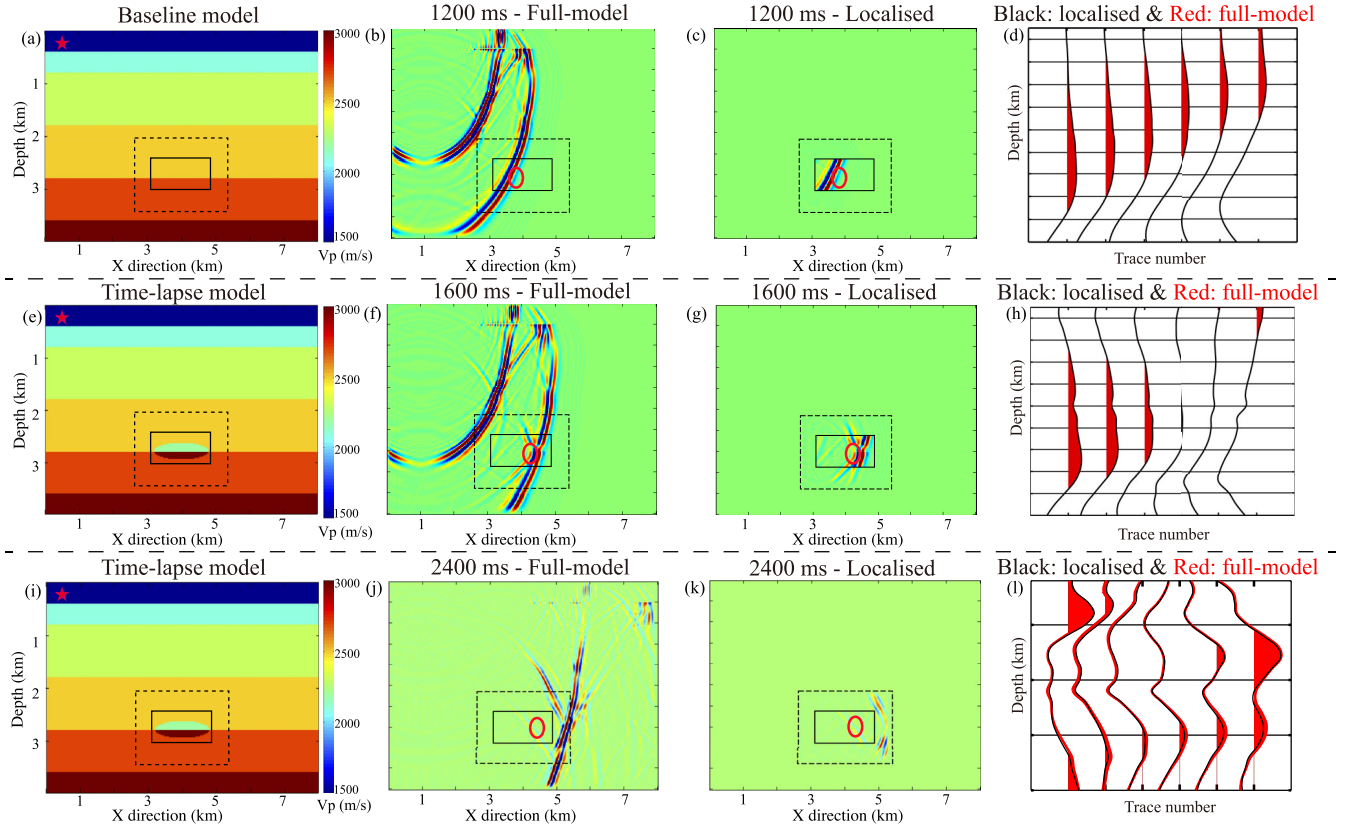 Baseline model
1200 ms - Full-model
1200 ms - Localised
Black: localised & Red: full-model
(a)
3000
(b)
(c)
(d)
1
2500
2
Depth (km)
2000
Depth (km)
3
1500
1 3 5 7
Vp (m/s)
1 3 5 7
1 3 5 7
X direction (km)
X direction (km)
X direction (km)
Trace number
Time-lapse model
1600 ms - Full-model
1600 ms - Localised
Black: localised & Red: full-model
(e)
3000
(f)
(g)
(h)
1
2500
2
Depth (km)
2000
Depth (km)
3
1500
1 3 5 7
Vp (m/s)
1 3 5 7
1 3 5 7
X direction (km)
X direction (km)
X direction (km)
Trace number
Time-lapse model
2400 ms - Full-model
2400 ms - Localised
Black: localised & Red: full-model
(i)
3000
(j)
(k)
(l)
1
2500
2
Depth (km)
2000
Depth (km)
3
1500
1 3 5 7
Vp (m/s)
1 3 5 7
1 3 5 7
X direction (km)
X direction (km)
X direction (km)
Trace number